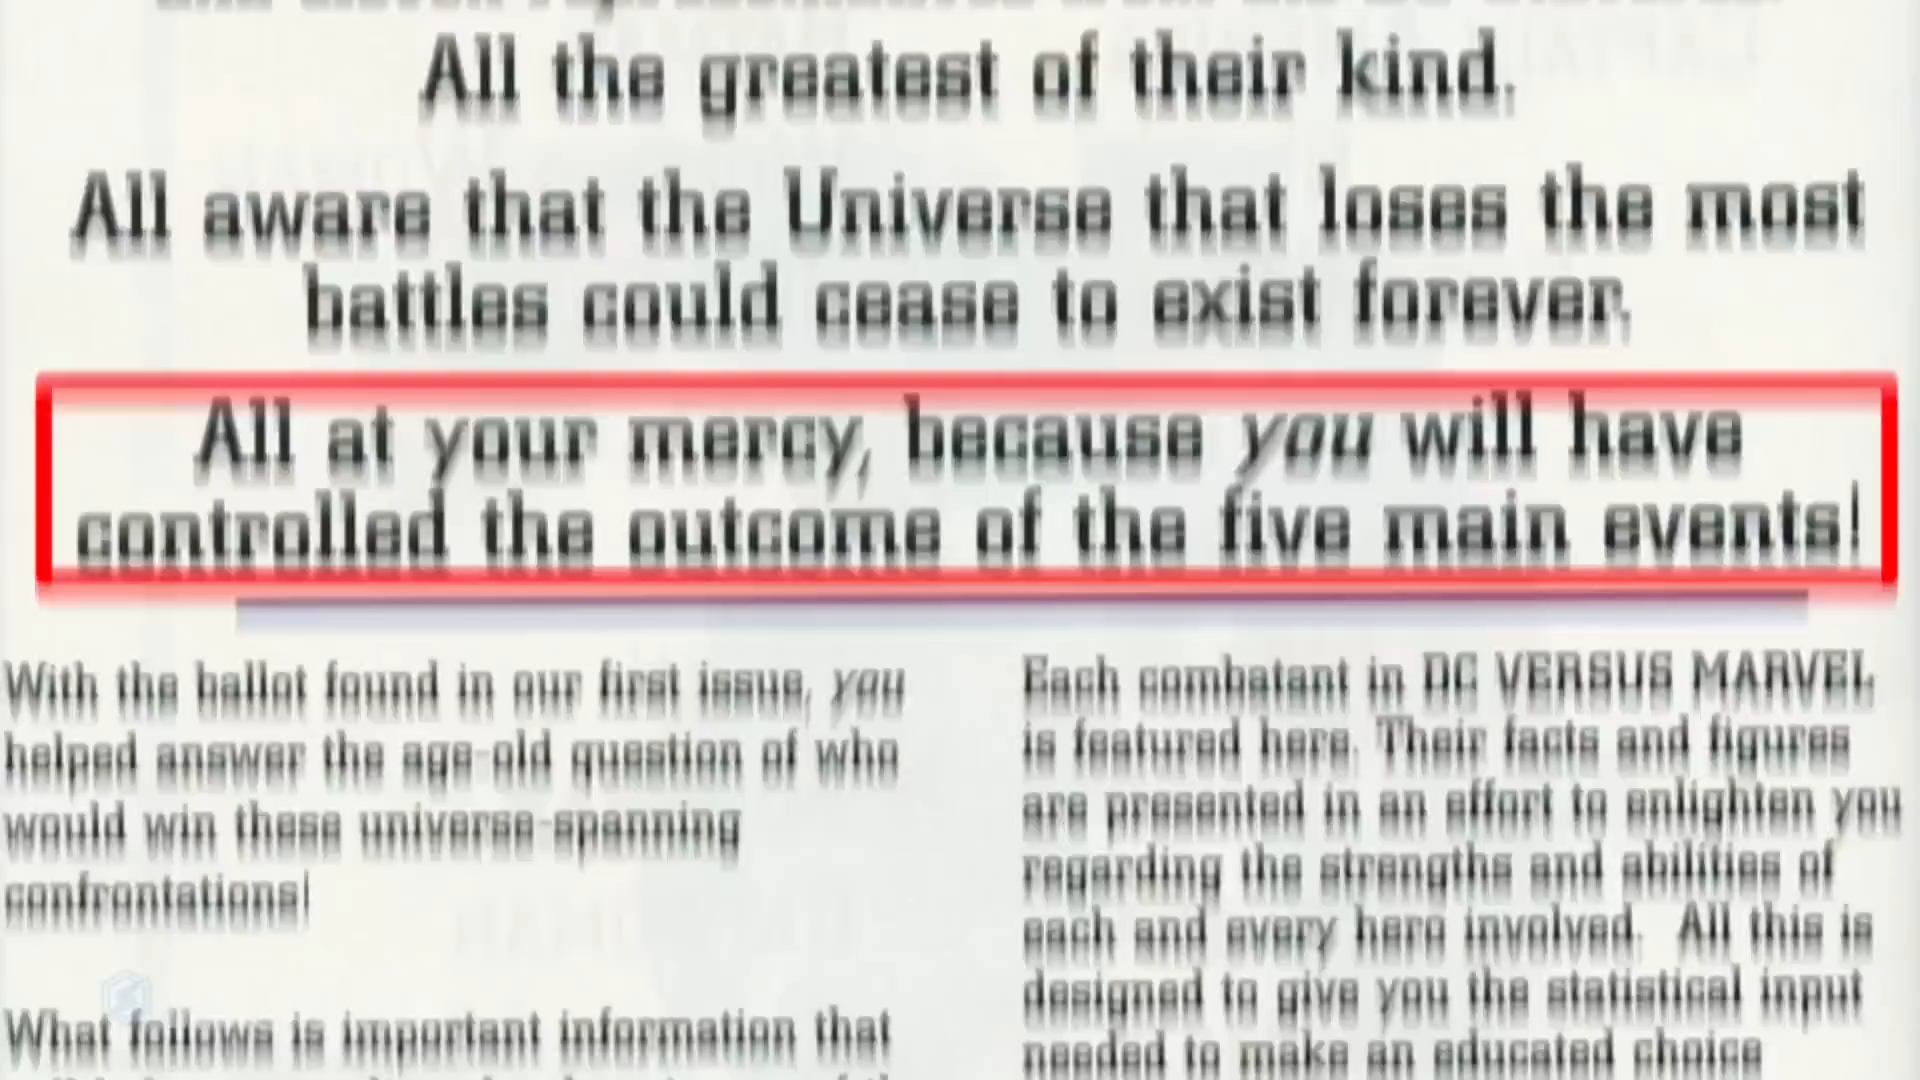 All the greatest of their kind.
All aware that the Universe that loses the most
battles could cease to exist forever.
All at your mercy, because you will have
controlled the outcome of the five main events!
With the ballot found in our first issue, you
helped answer the age-old question of who
would win these universe-spanning
confrontations!
What follows is important information that
Each combatant in DC VERSUS MARVEL
is featured here. Their facts and figures
are presented in an effort to enlighten you
regarding the strengths and abilities of
each and every hero involved. All this is
designed to give you the statistical input
needed to make an educated choice